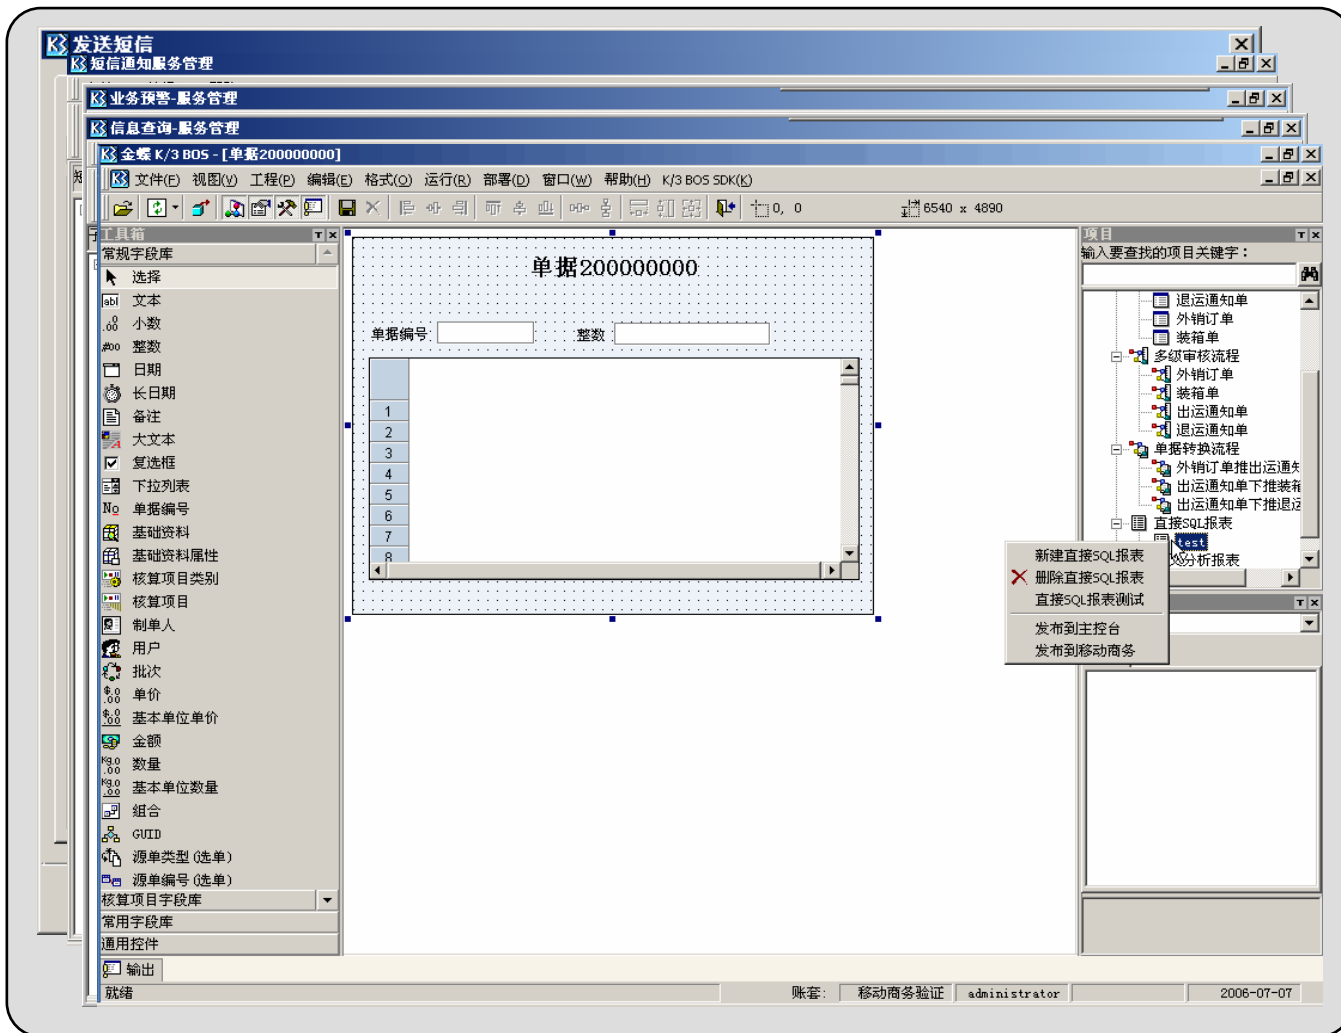 发送短信
短信通知服务管理
业务预警-服务管理
信息查询-服务管理
金蝶 K/3 BOS - [单据200000000]
文件(F) 视图(V) 工程(P) 编辑(E) 格式(O) 运行(R) 部署(D) 窗口(W) 帮助(H) K/3 BOS SDK(K)
0, 0 6540 x 4890
工具箱
常规字段库
选择
文本
小数
整数
日期
长日期
备注
大文本
复选框
下拉列表
单据编号
基础资料
基础资料属性
核算项目类别
核算项目
制单人
用户
批次
单价
基本单位单价
金额
数量
基本单位数量
组合
GUID
源单类型(选单)
源单编号(选单)
核算项目字段库
常用字段库
通用控件
单据200000000
单据编号: 整数:
1
2
3
4
5
6
7
8
项目
输入要查找的项目关键字:
退运通知单
外销订单
装箱单
多级审核流程
外销订单
装箱单
出运通知单
退运通知单
单据转换流程
外销订单推出运通知
出运通知单下推装箱
出运通知单下推退运
直接SQL报表
test
分析报表
新建直接SQL报表
删除直接SQL报表
直接SQL报表测试
发布到主控台
发布到移动商务
输出
就绪 账套: 移动商务验证 administrator 2006-07-07